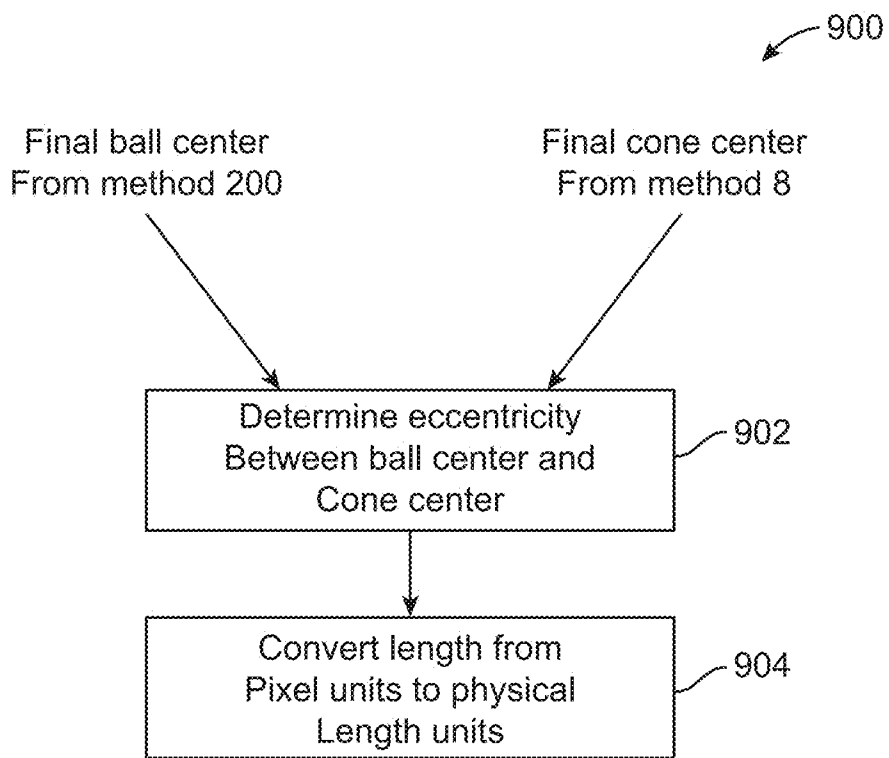 900
Final ball center
From method 200
Final cone center
From method 8
Determine eccentricity
Between ball center and
Cone center
902
Convert length from
Pixel units to physical
Length units
904